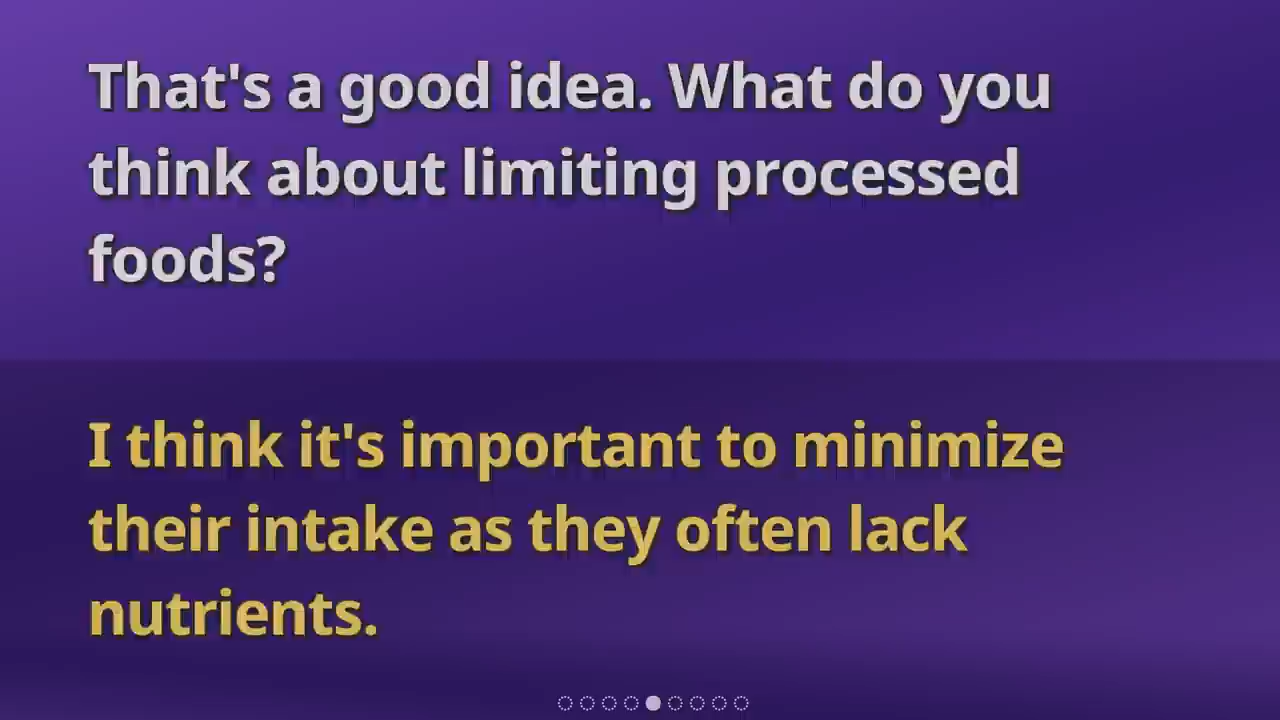 That's a good idea. What do you
think about limiting processed
foods?
I think it's important to minimize
their intake as they often lack
nutrients.